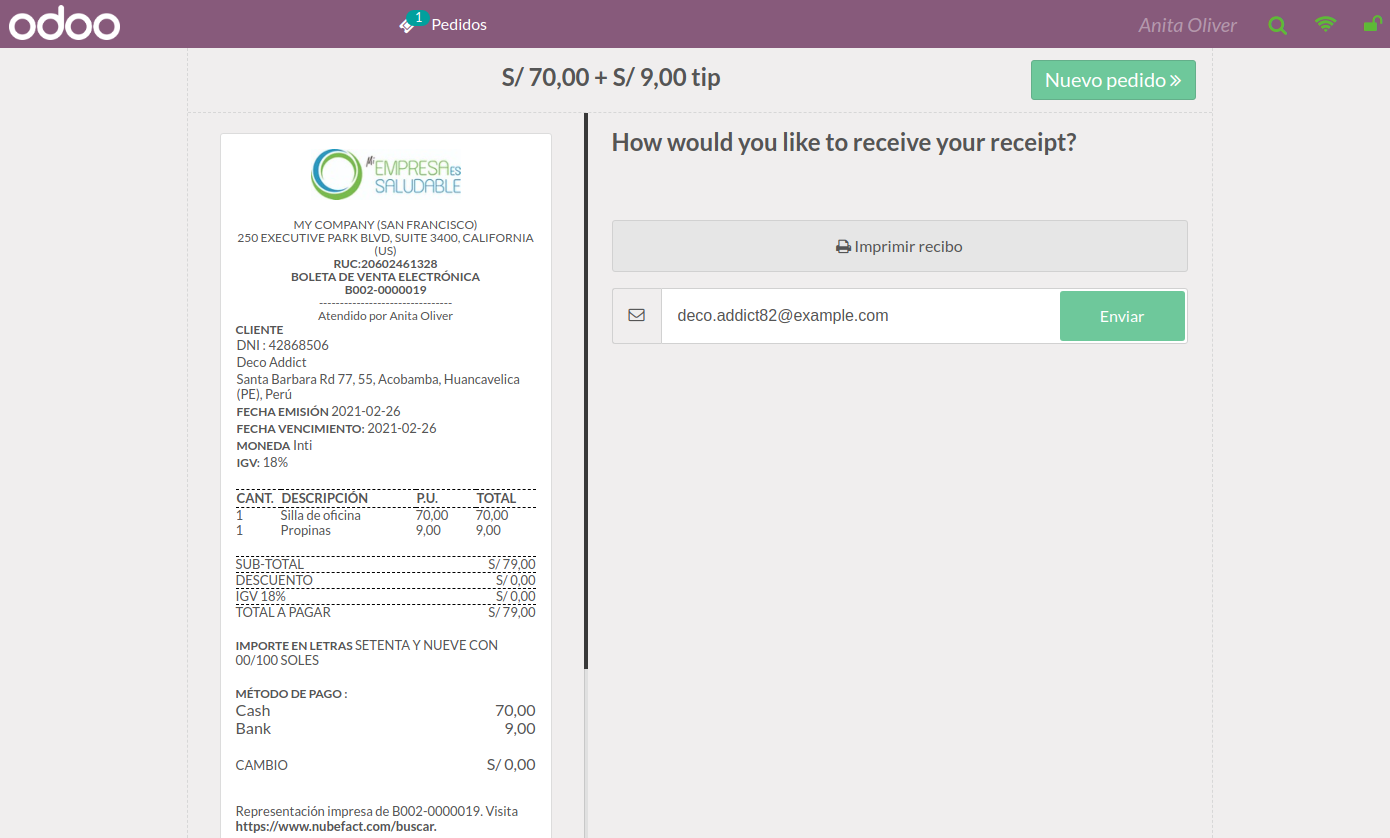 odoo
1 Pedidos
Anita Oliver
S/ 70,00 + S/ 9,00 tip
Nuevo pedido »
Mi EMPRESA ES
SALUDABLE
MY COMPANY (SAN FRANCISCO)
250 EXECUTIVE PARK BLVD, SUITE 3400, CALIFORNIA
(US)
RUC:20602461328
BOLETA DE VENTA ELECTRÓNICA
B002-0000019
--------------------------------
Atendido por Anita Oliver
CLIENTE
DNI : 42868506
Deco Addict
Santa Barbara Rd 77, 55, Acobamba, Huancavelica
(PE), Perú
FECHA EMISIÓN 2021-02-26
FECHA VENCIMIENTO: 2021-02-26
MONEDA Inti
IGV: 18%
CANT. DESCRIPCIÓN P.U. TOTAL
1 Silla de oficina 70,00 70,00
1 Propinas 9,00 9,00
SUB-TOTAL S/ 79,00
DESCUENTO S/ 0,00
IGV 18% S/ 0,00
TOTAL A PAGAR S/ 79,00
IMPORTE EN LETRAS SETENTA Y NUEVE CON
00/100 SOLES
MÉTODO DE PAGO :
Cash 70,00
Bank 9,00
CAMBIO S/ 0,00
Representación impresa de B002-0000019. Visita
https://www.nubefact.com/buscar.
How would you like to receive your receipt?
Imprimir recibo
deco.addict82@example.com
Enviar